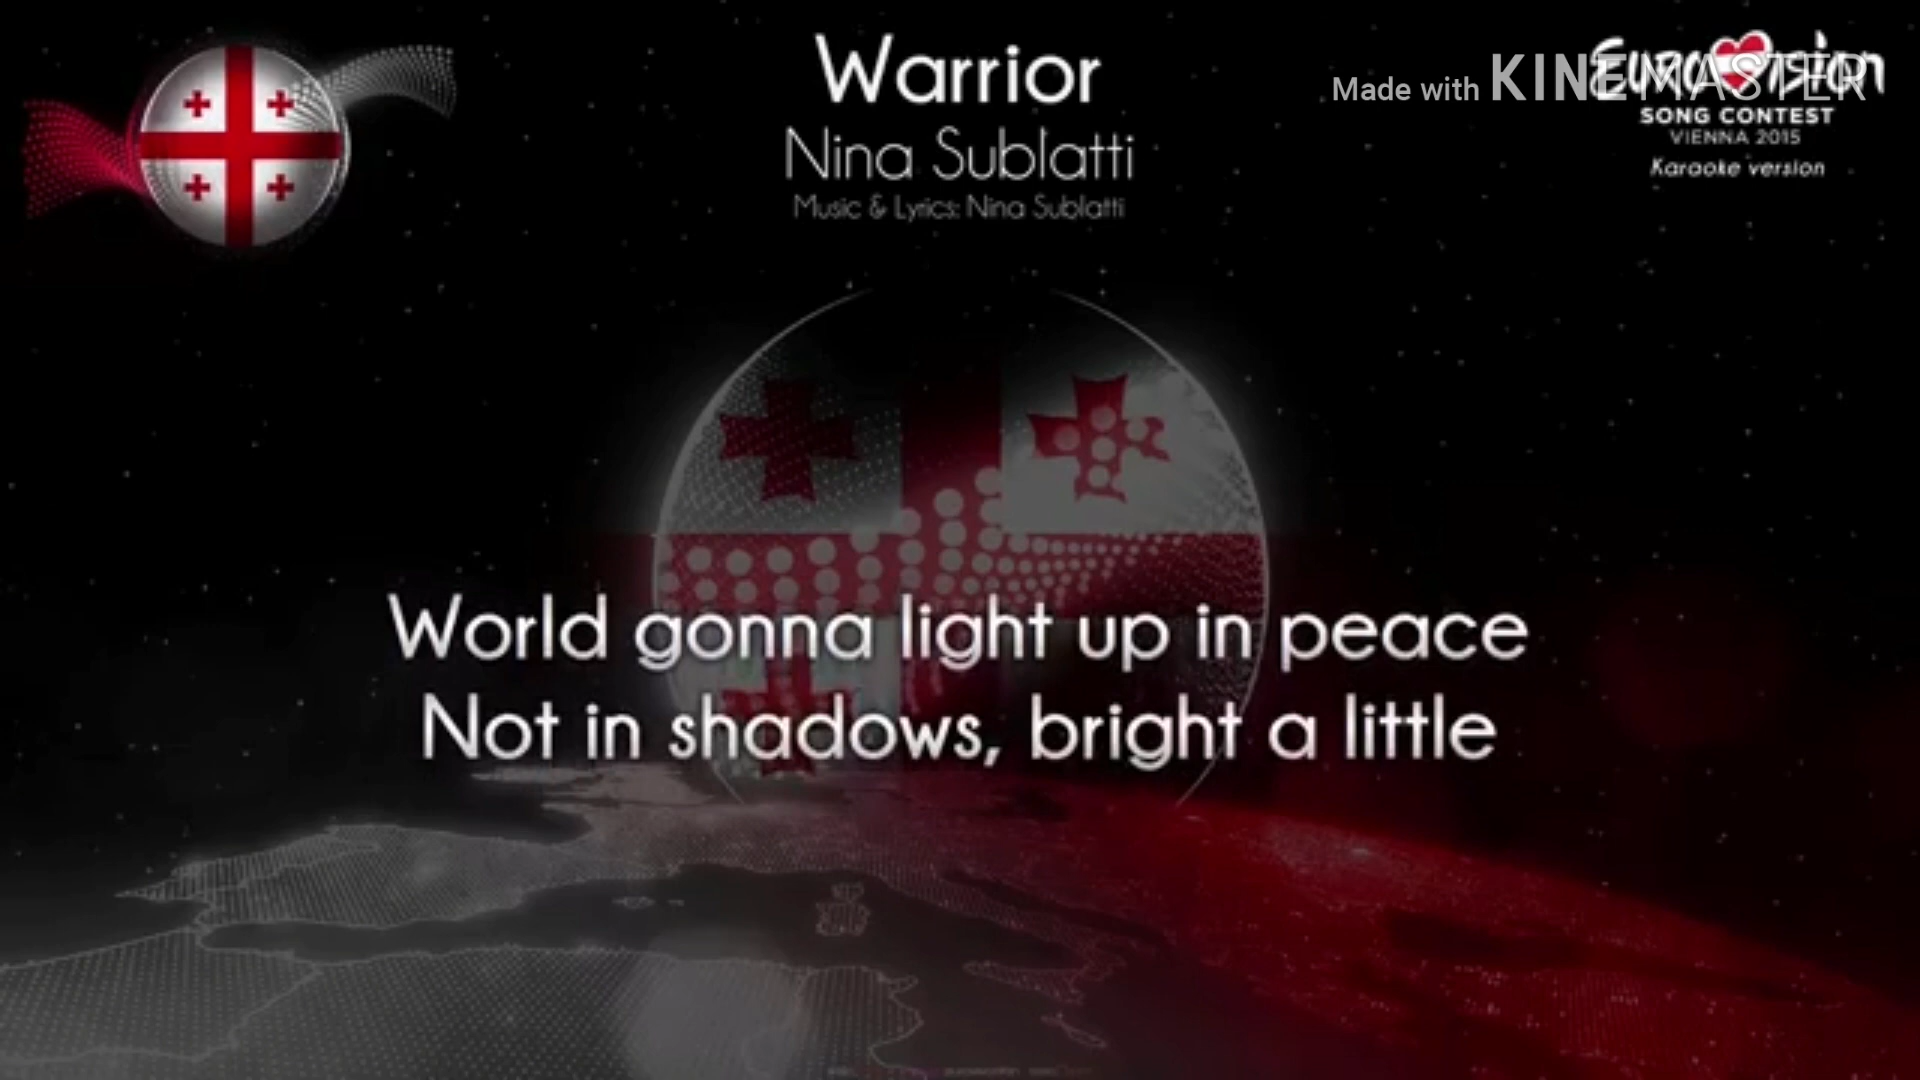 Warrior
Nina Sublatti
Music & Lyrics: Nina Sublatti
Made with KINEMASTER
EUROVISION
SONG CONTEST
VIENNA 2015
Karaoke version
World gonna light up in peace
Not in shadows, bright a little